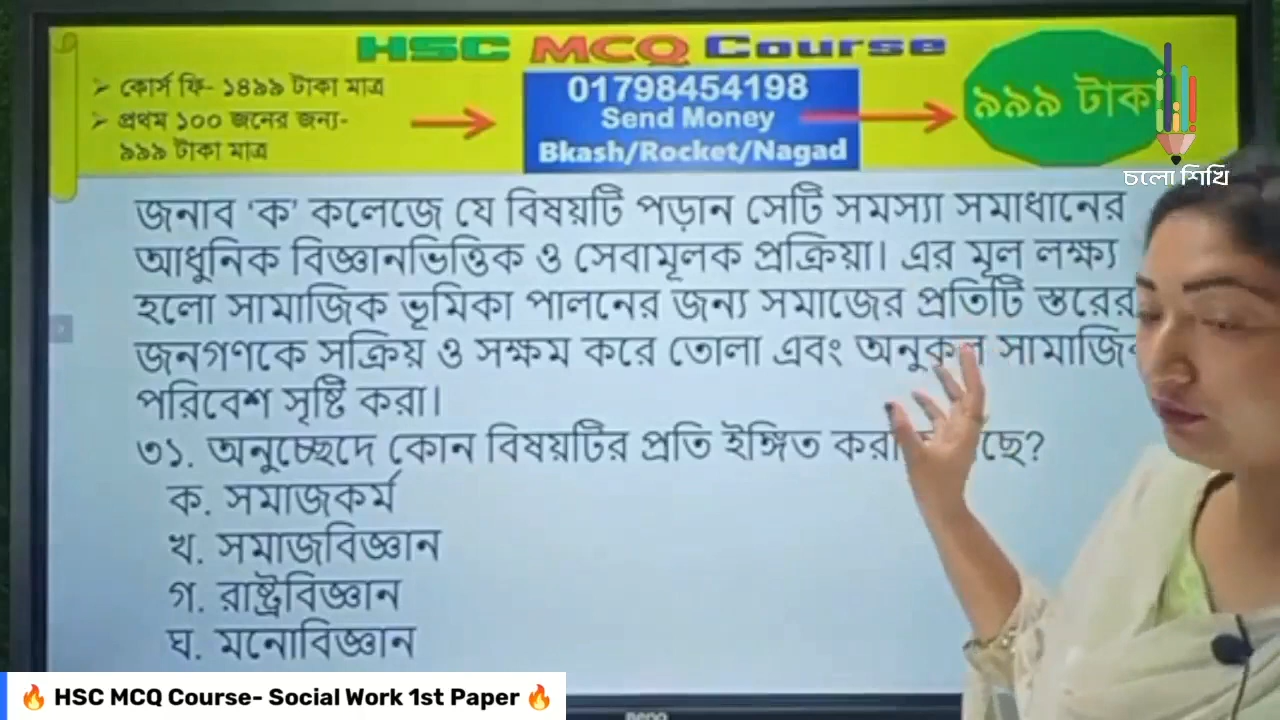 HSC MCQ Course
➢ কোর্স ফি- ১৪৯৯ টাকা মাত্র
➢ প্রথম ১০০ জনের জন্য-
৯৯৯ টাকা মাত্র
01798454198
Send Money
Bkash/Rocket/Nagad
৯৯৯ টাক
চলো শিখি
জনাব ‘ক’ কলেজে যে বিষয়টি পড়ান সেটি সমস্যা সমাধানের
আধুনিক বিজ্ঞানভিত্তিক ও সেবামূলক প্রক্রিয়া। এর মূল লক্ষ্য
হলো সামাজিক ভূমিকা পালনের জন্য সমাজের প্রতিটি স্তরের
জনগণকে সক্রিয় ও সক্ষম করে তোলা এবং অনুকূল সামাজিক
পরিবেশ সৃষ্টি করা।
৩১. অনুচ্ছেদে কোন বিষয়টির প্রতি ইঙ্গিত করা ছে?
ক. সমাজকর্ম
খ. সমাজবিজ্ঞান
গ. রাষ্ট্রবিজ্ঞান
ঘ. মনোবিজ্ঞান
🔥 HSC MCQ Course- Social Work 1st Paper 🔥